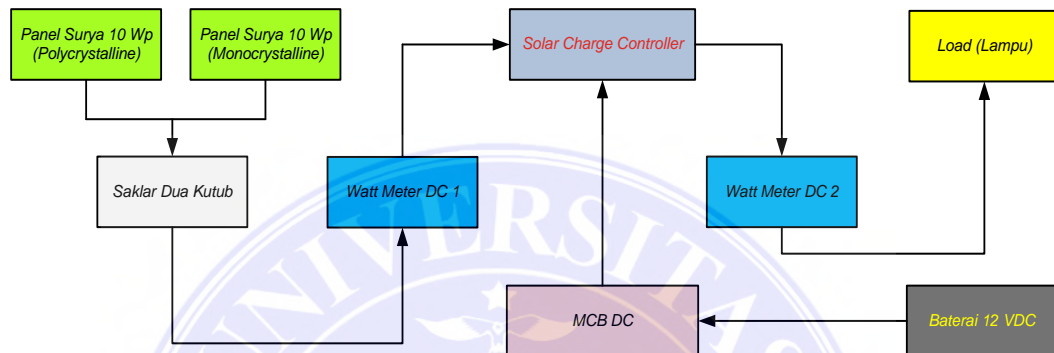 Panel Surya 10 Wp
(Polycrystalline)
Panel Surya 10 Wp
(Monocrystalline)
Solar Charge Controller
Load (Lampu)
Saklar Dua Kutub
Watt Meter DC 1
Watt Meter DC 2
UNIVERSITAS
MCB DC
Baterai 12 VDC